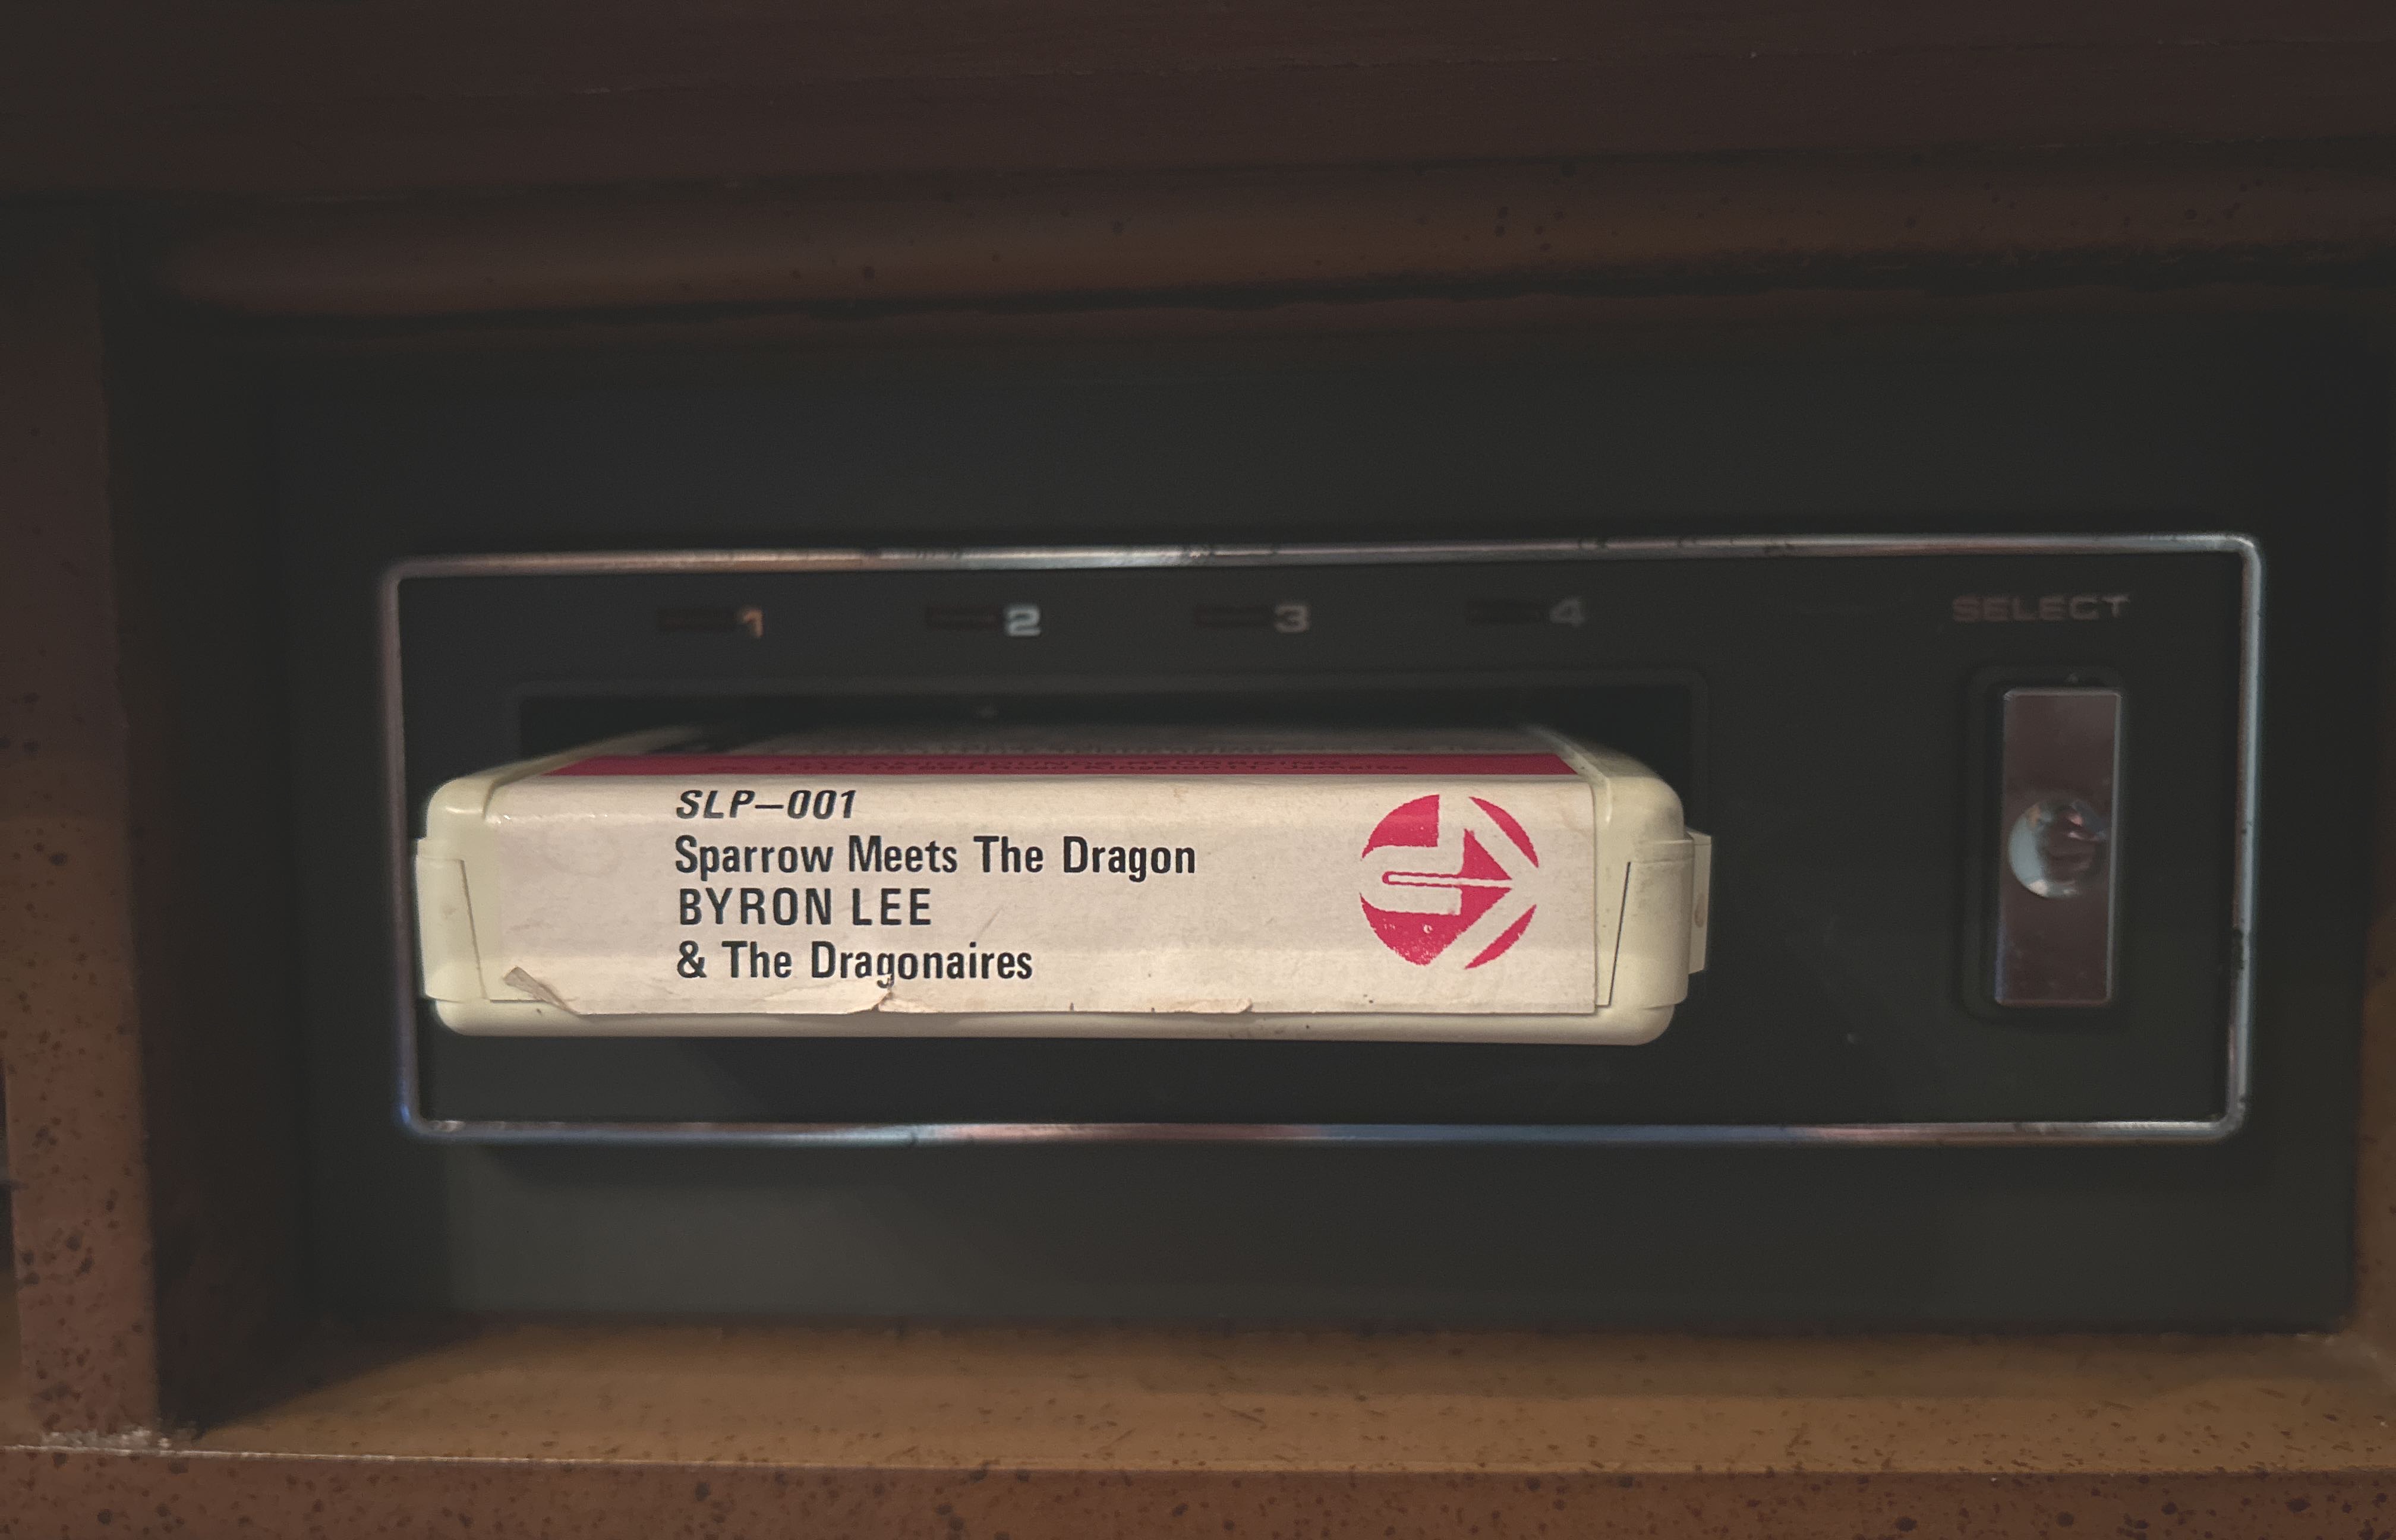 1 2 3 4
SELECT
SLP—001
Sparrow Meets The Dragon
BYRON LEE
& The Dragonaires